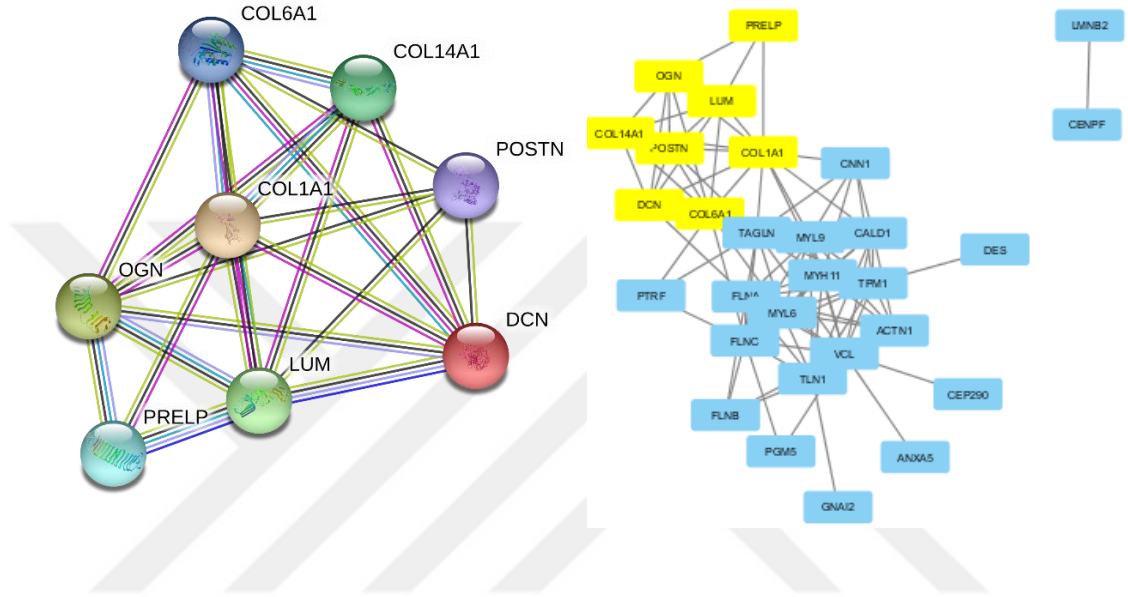 COL6A1
COL14A1
POSTN
COL1A1
OGN
DCN
LUM
PRELP
PRELP
LMNB2
OGN
LUM
COL14A1
POSTN
COL1A1
CENPF
CNN1
DCN
COL6A1
TAGLN
MYL9
CALD1
DES
MYH11
TPM1
PTRF
FLNA
MYL6
ACTN1
FLNC
VCL
TLN1
CEP290
FLNB
PGM5
ANXA5
GNAI2